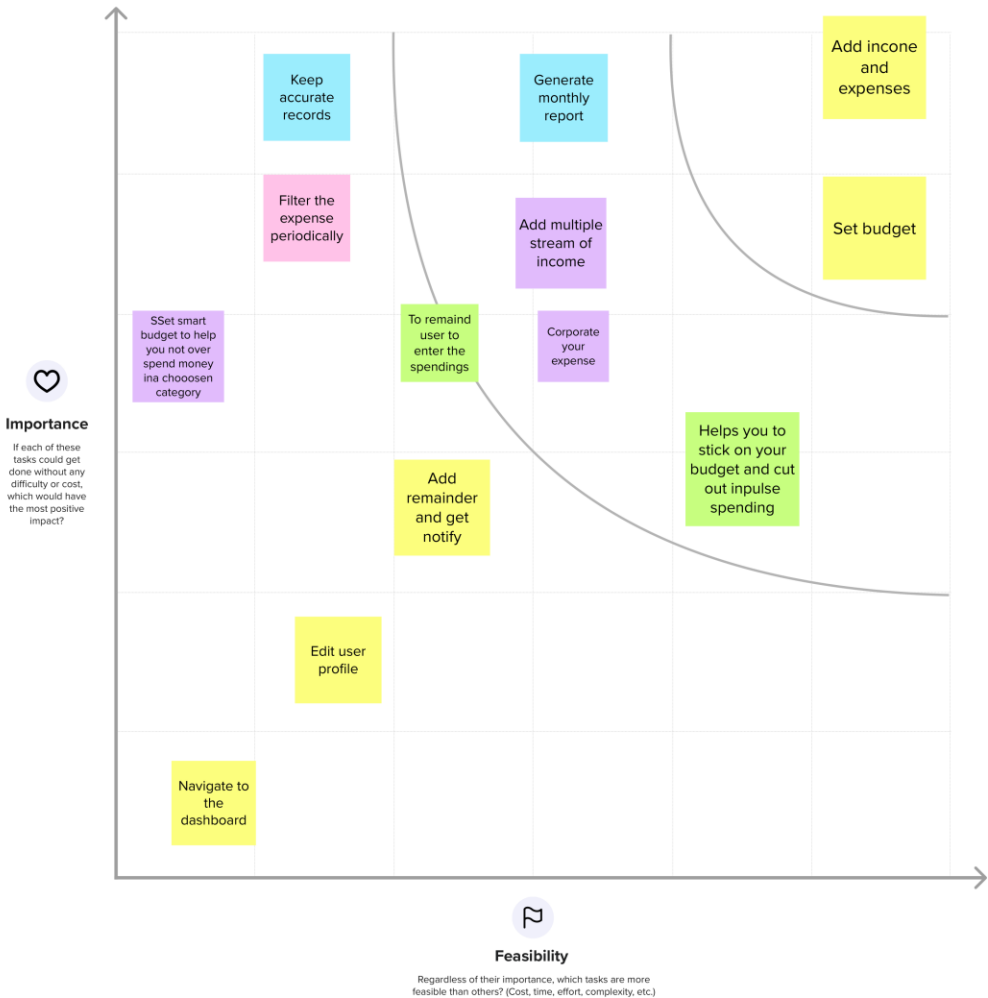 Add incone
and
expenses
Keep
accurate
records
Generate
monthly
report
Filter the
expense
periodically
Add multiple
stream of
income
Set budget
SSet smart
budget to help
you not over
spend money
ina chooosen
category
To remaind
user to
enter the
spendings
Corporate
your
expense
Helps you to
stick on your
budget and cut
out inpulse
spending
Add
remainder
and get
notify
Edit user
profile
Navigate to
the
dashboard
Importance
If each of these
tasks could get
done without any
difficulty or cost,
which would have
the most positive
impact?
Feasibility
Regardless of their importance, which tasks are more
feasible than others? (Cost, time, effort, complexity, etc.)